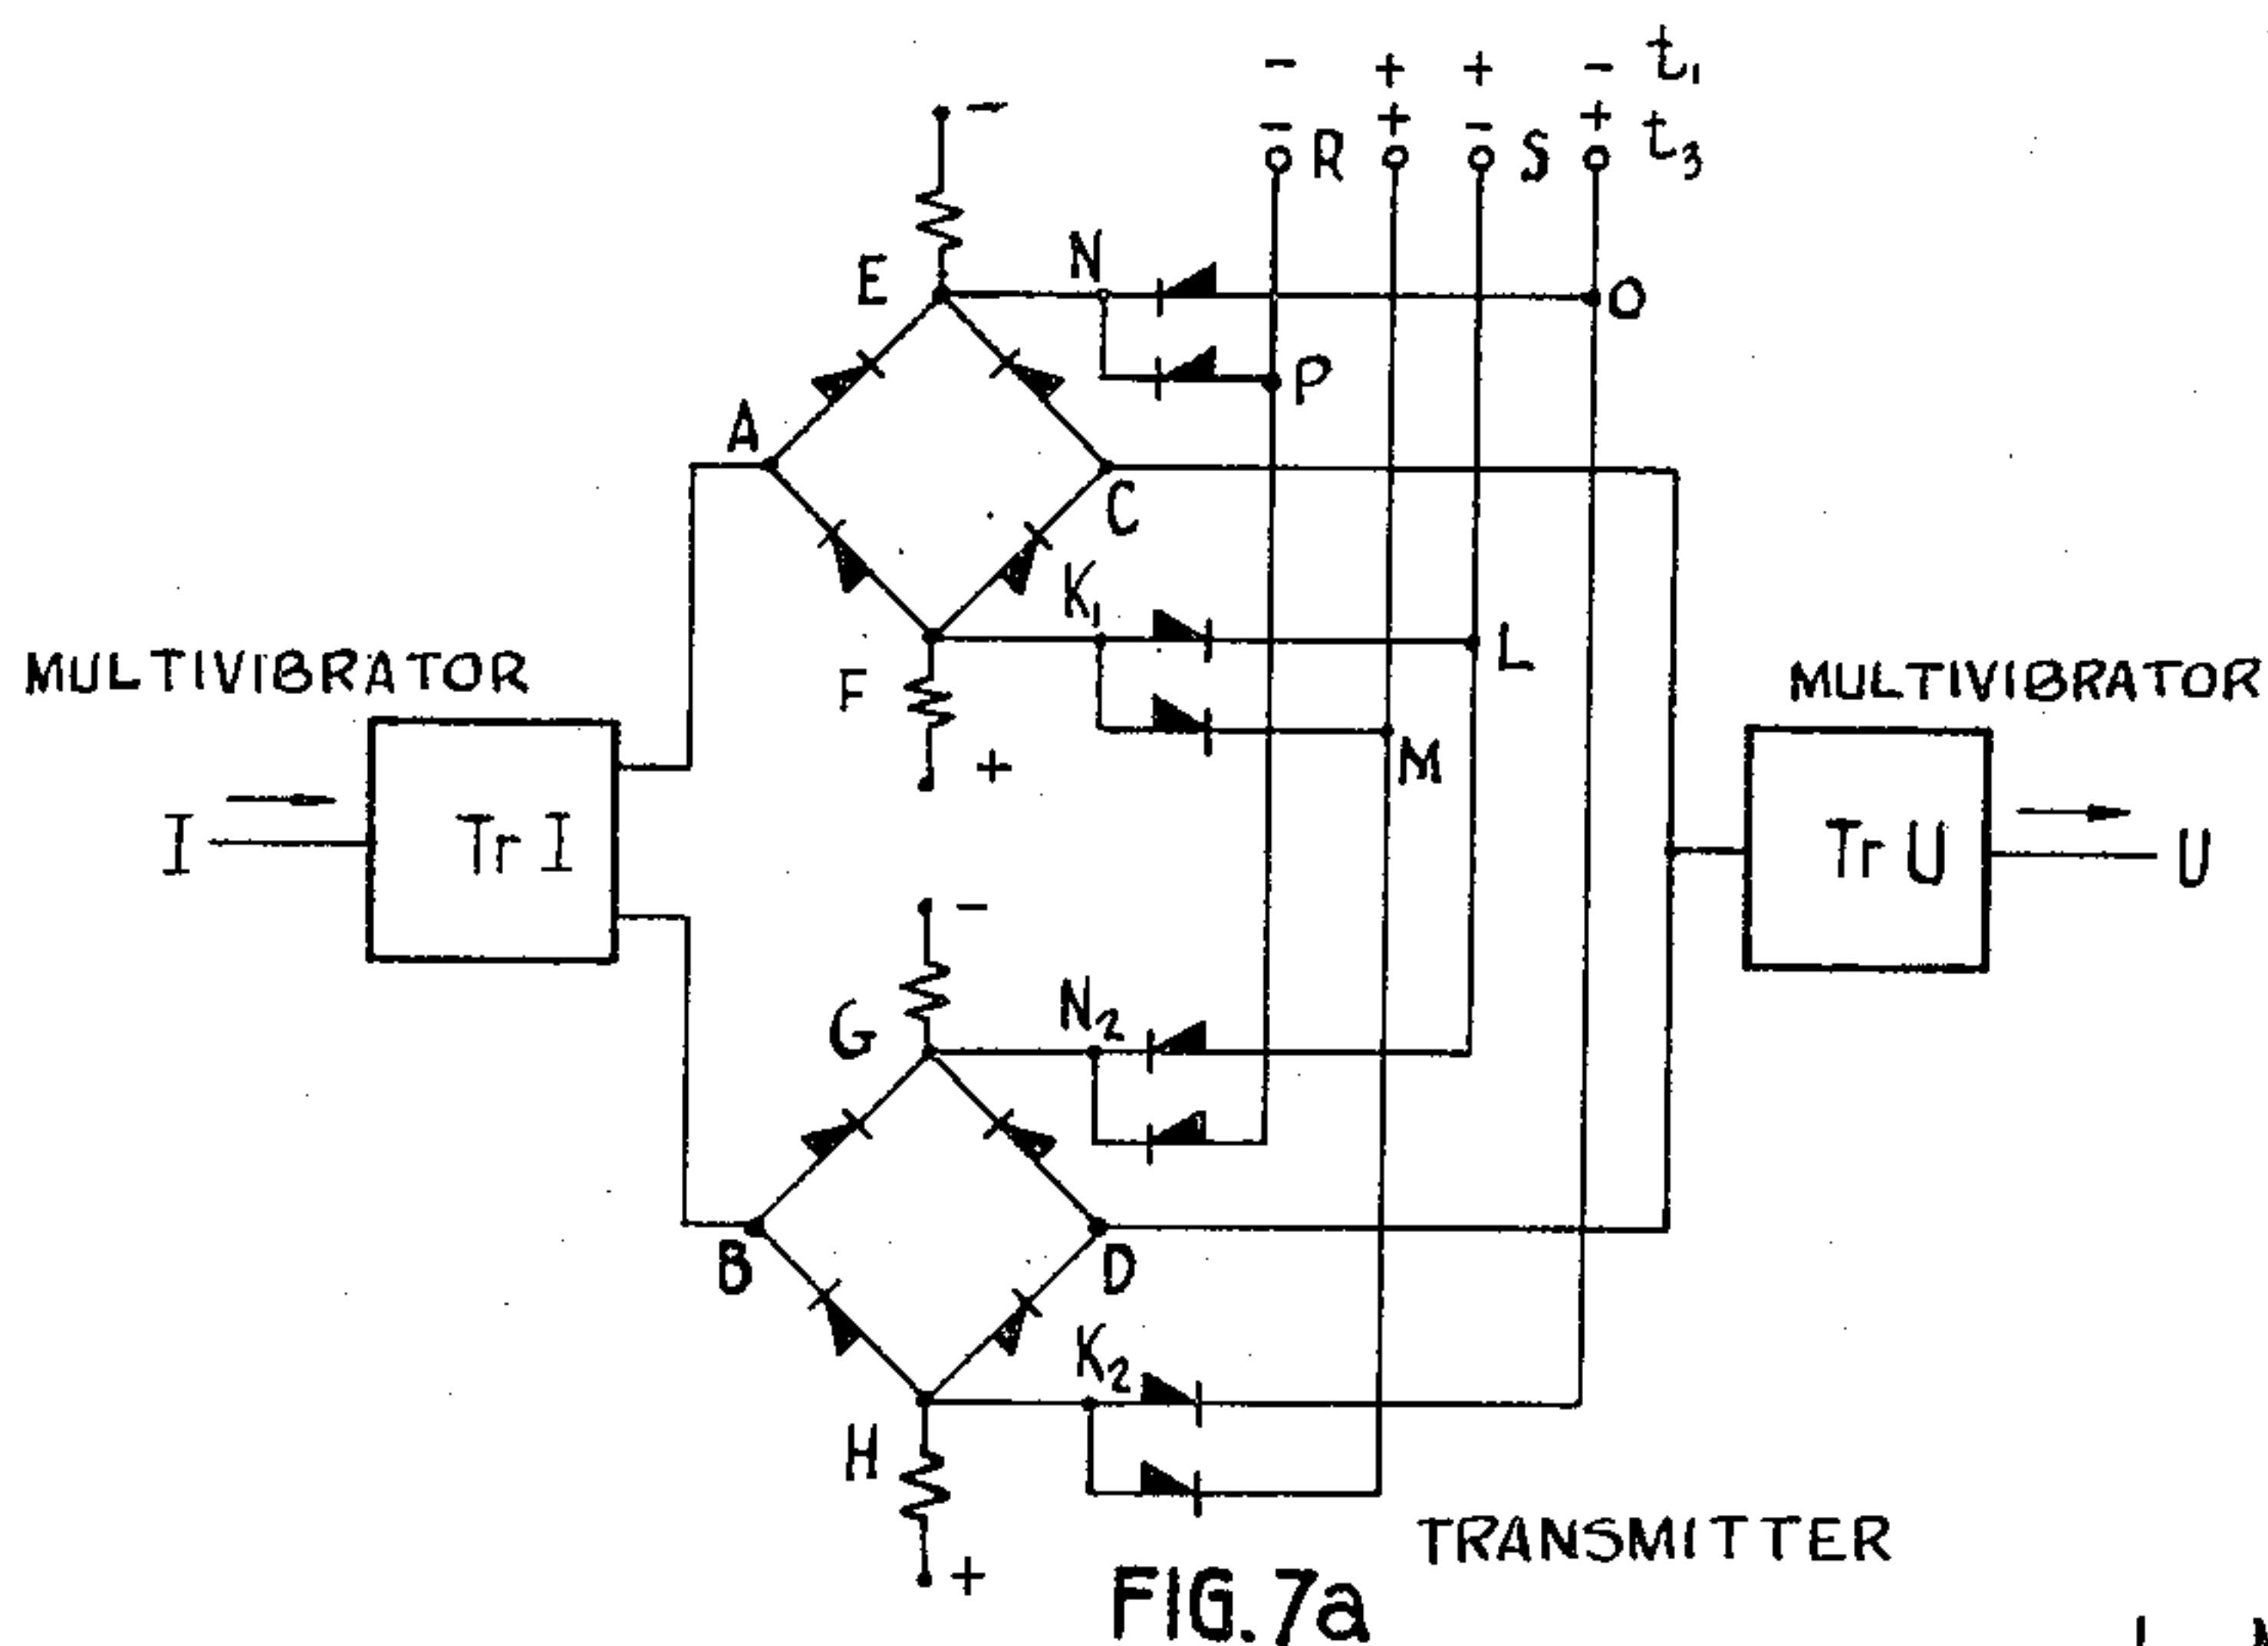 - + + - t₁
- R + - S + t₃
-
E
N
O
P
A
C
K₁
L
F
M
+
MULTIVIBRATOR
MULTIVIBRATOR
I
Tr I
Tr U
U
-
G
N₂
B
D
K₂
H
+
TRANSMITTER
FIG.7a